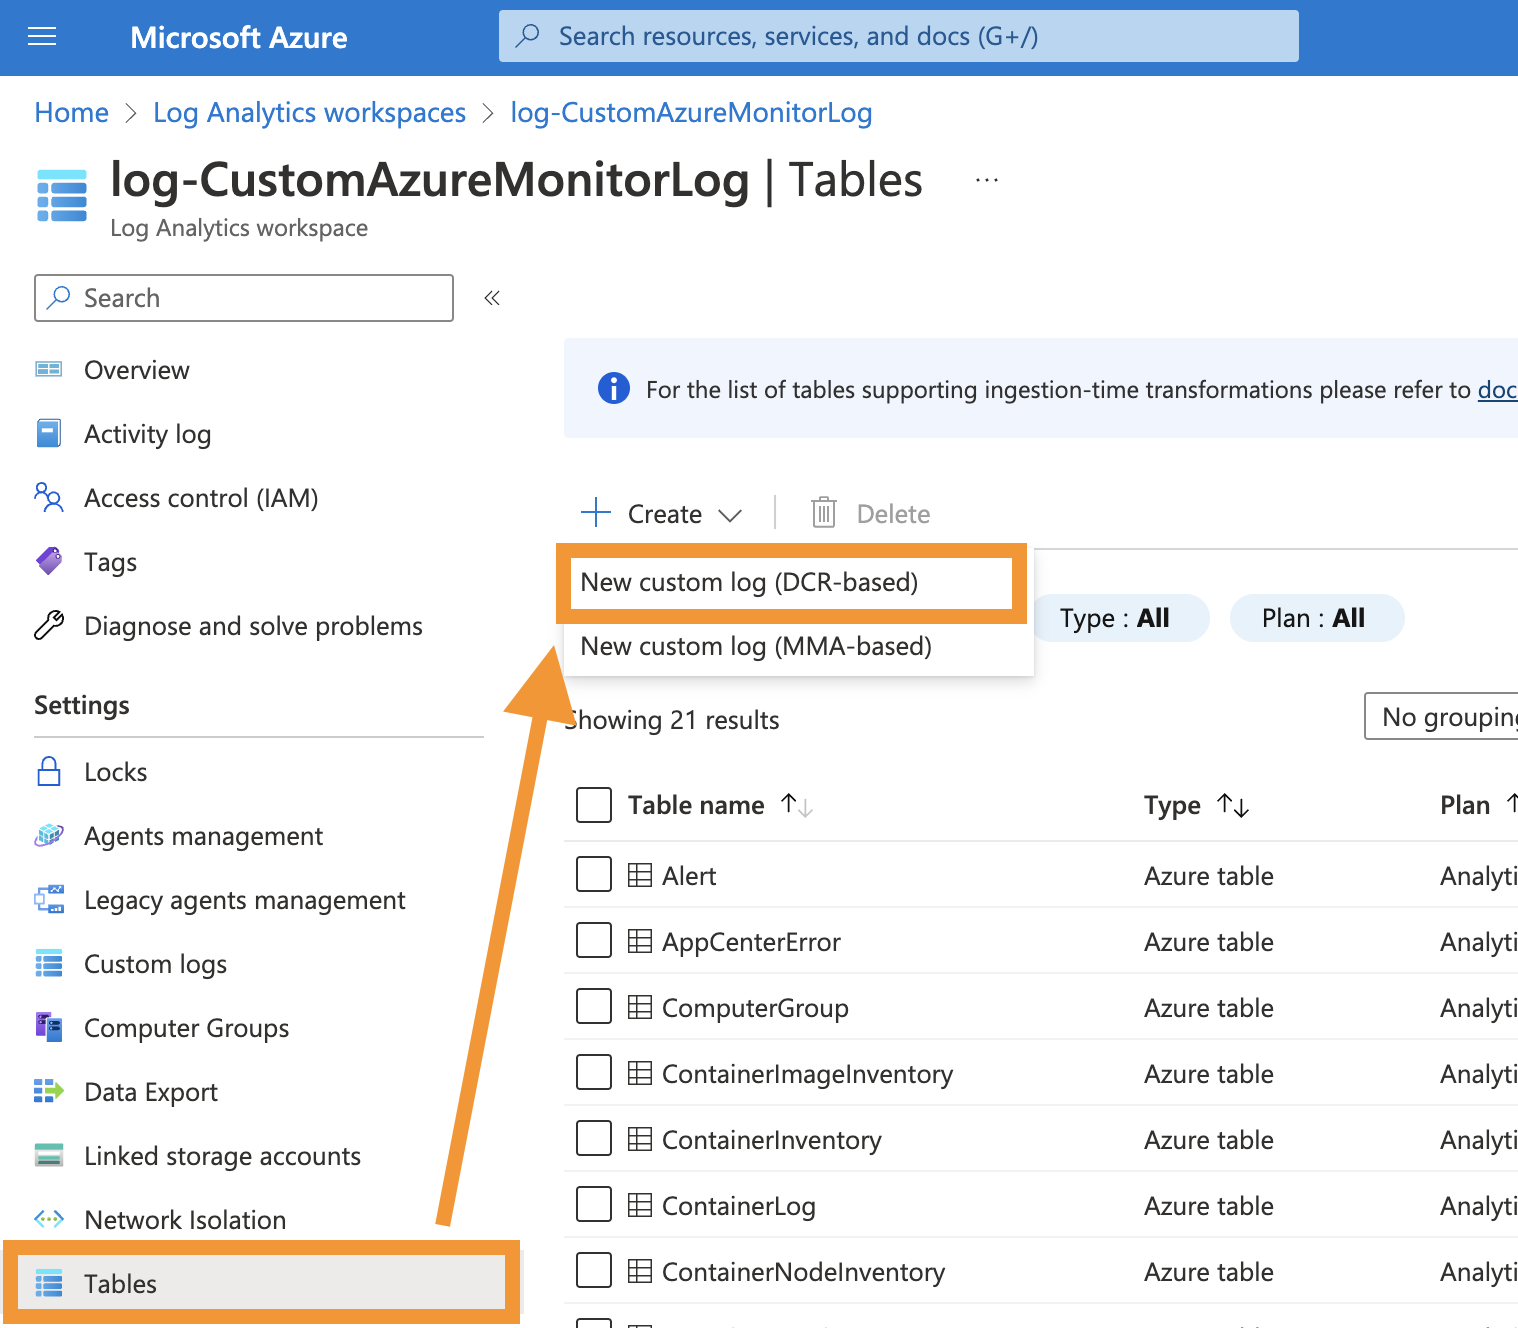 Microsoft Azure
Search resources, services, and docs (G+/)
Home > Log Analytics workspaces > log-CustomAzureMonitorLog
log-CustomAzureMonitorLog | Tables ...
Log Analytics workspace
Search
«
Overview
Activity log
Access control (IAM)
Tags
Diagnose and solve problems
Settings
Locks
Agents management
Legacy agents management
Custom logs
Computer Groups
Data Export
Linked storage accounts
Network Isolation
Tables
For the list of tables supporting ingestion-time transformations please refer to doc
Create
Delete
New custom log (DCR-based)
New custom log (MMA-based)
Type : All
Plan : All
Showing 21 results
No grouping
Table name Type Plan
Alert Azure table Analyti
AppCenterError Azure table Analyti
ComputerGroup Azure table Analyti
ContainerImageInventory Azure table Analyti
ContainerInventory Azure table Analyti
ContainerLog Azure table Analyti
ContainerNodeInventory Azure table Analyti